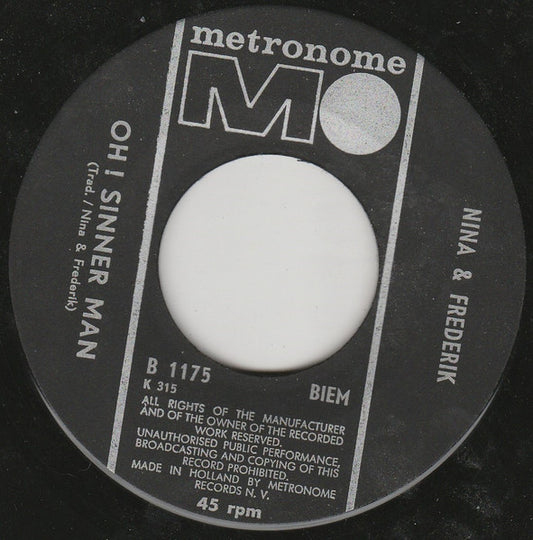 metronome
M
OH! SINNER MAN
(Trad. / Nina & Frederik)
NINA & FREDERIK
B 1175
K 315
BIEM
ALL RIGHTS OF THE MANUFACTURER
AND OF THE OWNER OF THE RECORDED
WORK RESERVED.
UNAUTHORISED PUBLIC PERFORMANCE,
BROADCASTING AND COPYING OF THIS
RECORD PROHIBITED.
MADE IN HOLLAND BY METRONOME
RECORDS N. V.
45 rpm